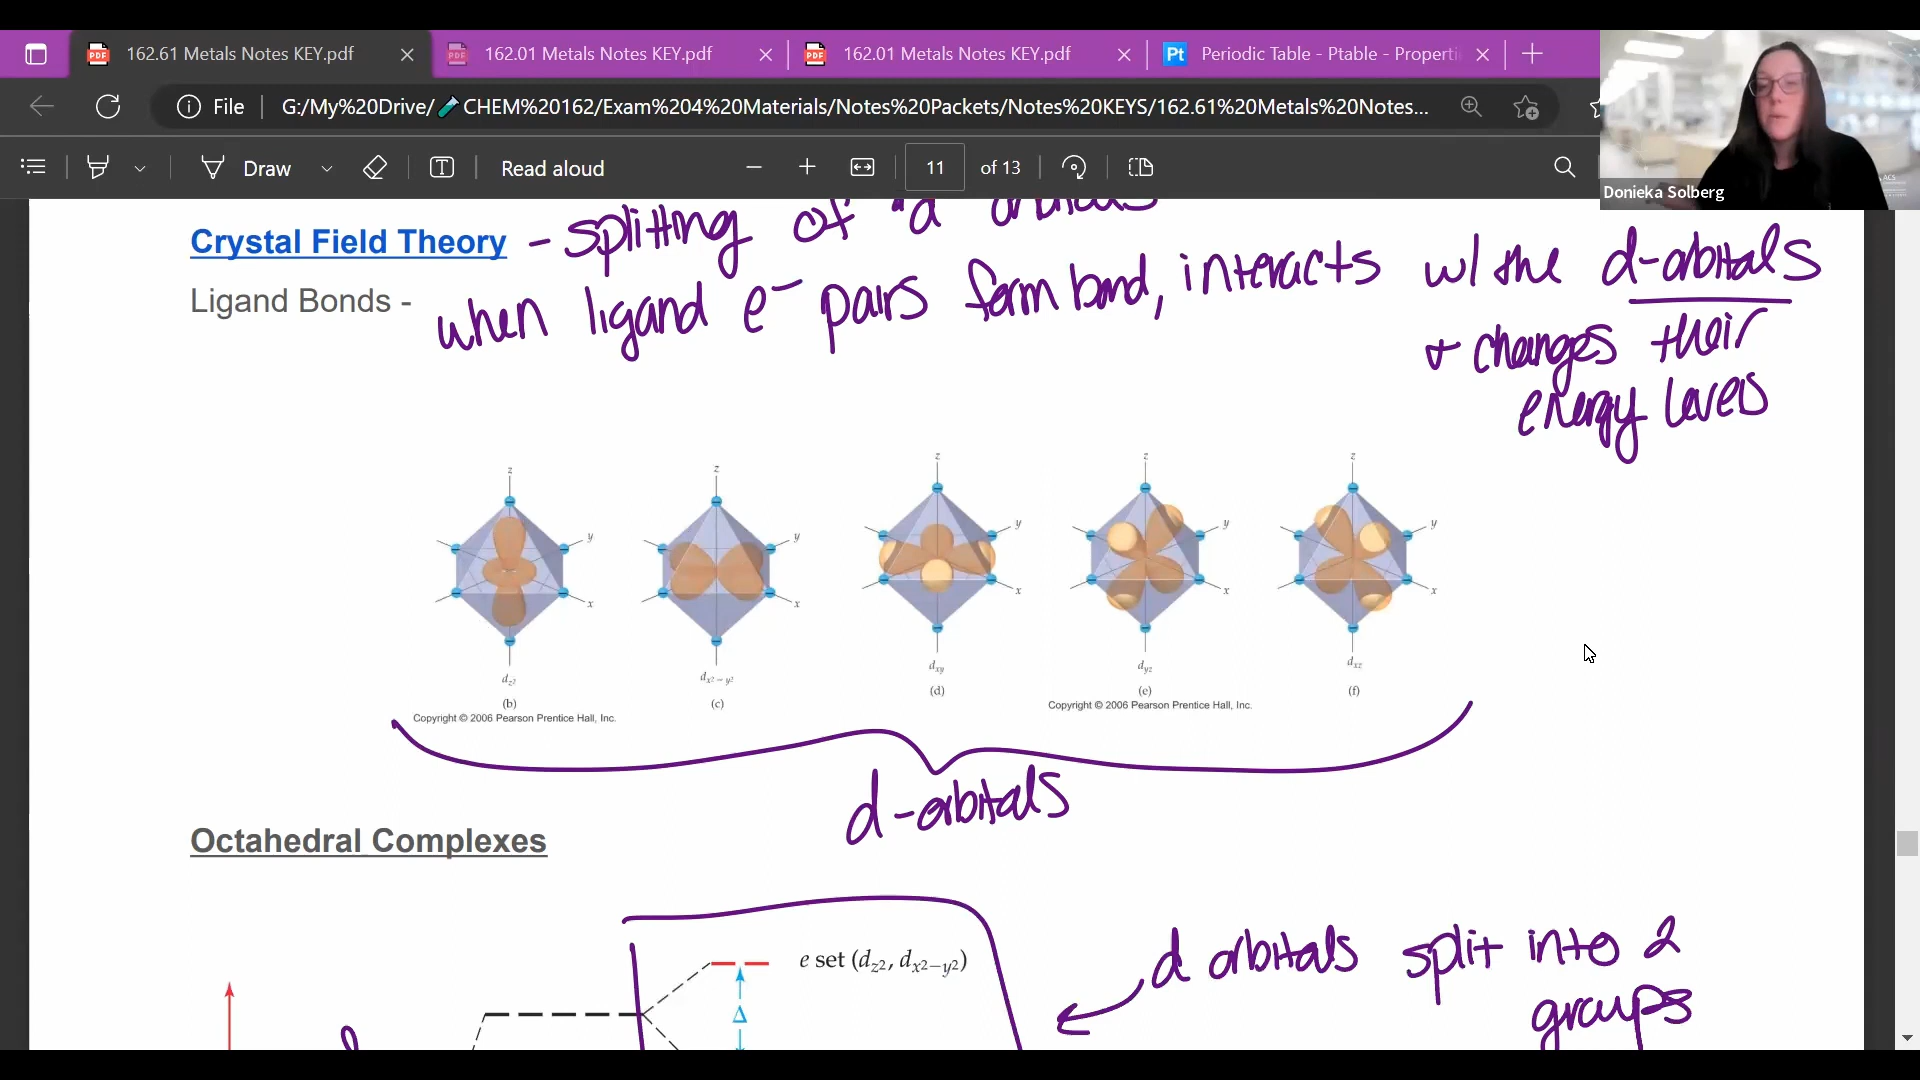 162.61 Metals Notes KEY.pdf
162.01 Metals Notes KEY.pdf
162.01 Metals Notes KEY.pdf
Pt Periodic Table - Ptable - Properti
File
G:/My%20Drive/🧪CHEM%20162/Exam%204%20Materials/Notes%20Packets/Notes%20KEYS/162.61%20Metals%20Notes...
Draw
Read aloud
11 of 13
Donieka Solberg
ACS
Crystal Field Theory - splitting of "d" orbitals
Ligand Bonds -
when ligand e⁻ pairs form bond, interacts w/ the d-orbitals
+ changes their
energy levels
z z z z z
y y y y y
x x x x x
d_z² d_x²−y² d_xy d_yz d_xz
(b) (c) (d) (e) (f)
Copyright © 2006 Pearson Prentice Hall, Inc. Copyright © 2006 Pearson Prentice Hall, Inc.
d-orbitals
Octahedral Complexes
e set (d_z², d_x²−y²)
Δ
d orbitals split into 2
groups